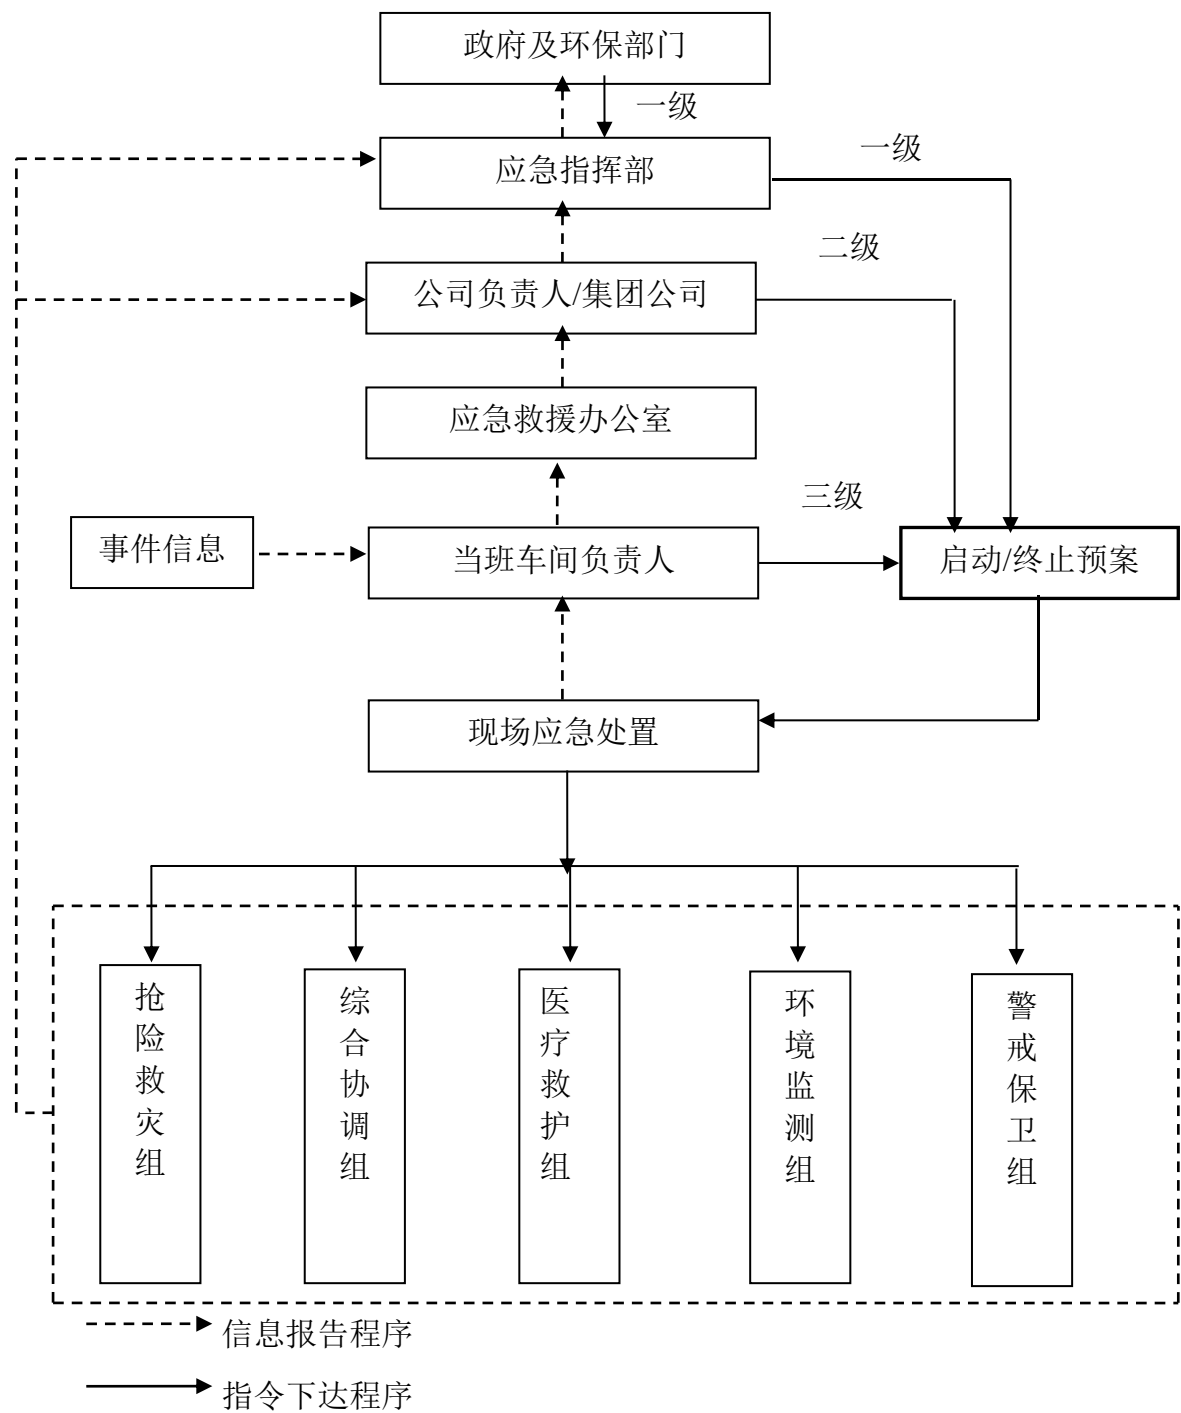 政府及环保部门
一级
应急指挥部
一级
二级
公司负责人/集团公司
应急救援办公室
三级
事件信息
当班车间负责人
启动/终止预案
现场应急处置
抢险救灾组
综合协调组
医疗救护组
环境监测组
警戒保卫组
信息报告程序
指令下达程序